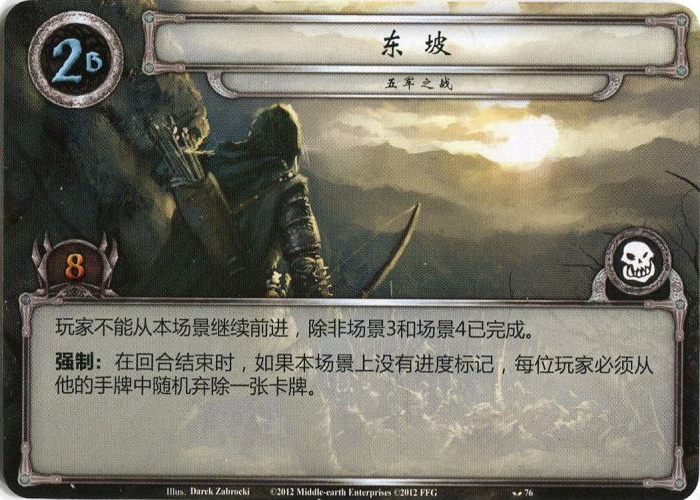 2B
东坡
五军之战
8
玩家不能从本场景继续前进，除非场景3和场景4已完成。
强制：在回合结束时，如果本场景上没有进度标记，每位玩家必须从
他的手牌中随机弃除一张卡牌。
Illus. Darek Zabrocki ©2012 Middle-earth Enterprises ©2012 FFG 76